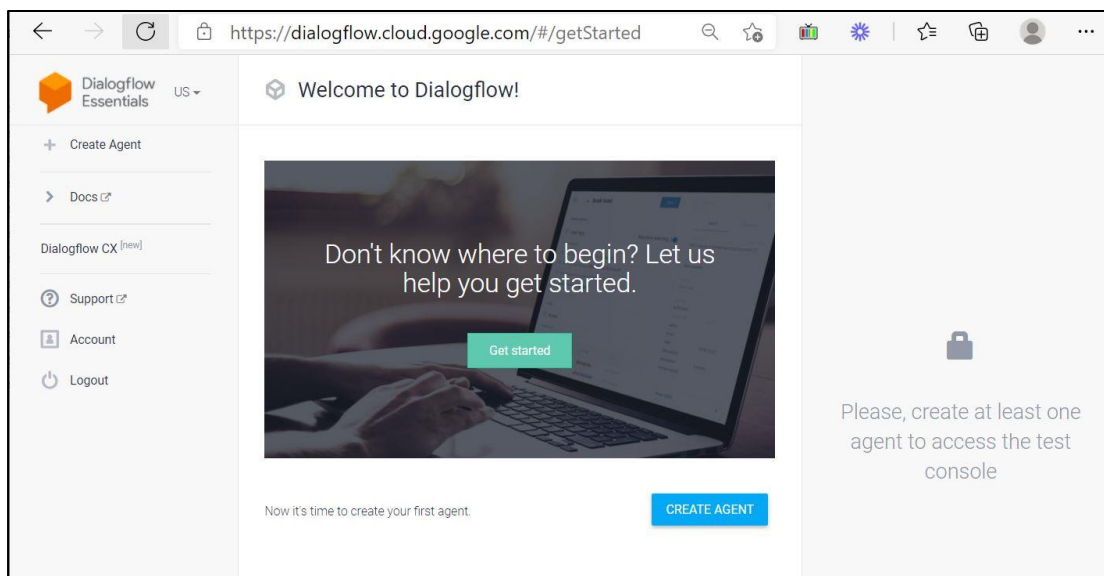 https://dialogflow.cloud.google.com/#/getStarted
Dialogflow
Essentials
US
Welcome to Dialogflow!
Create Agent
Docs
Dialogflow CX [new]
Support
Account
Logout
Don't know where to begin? Let us
help you get started.
Get started
Now it's time to create your first agent.
CREATE AGENT
Please, create at least one
agent to access the test
console